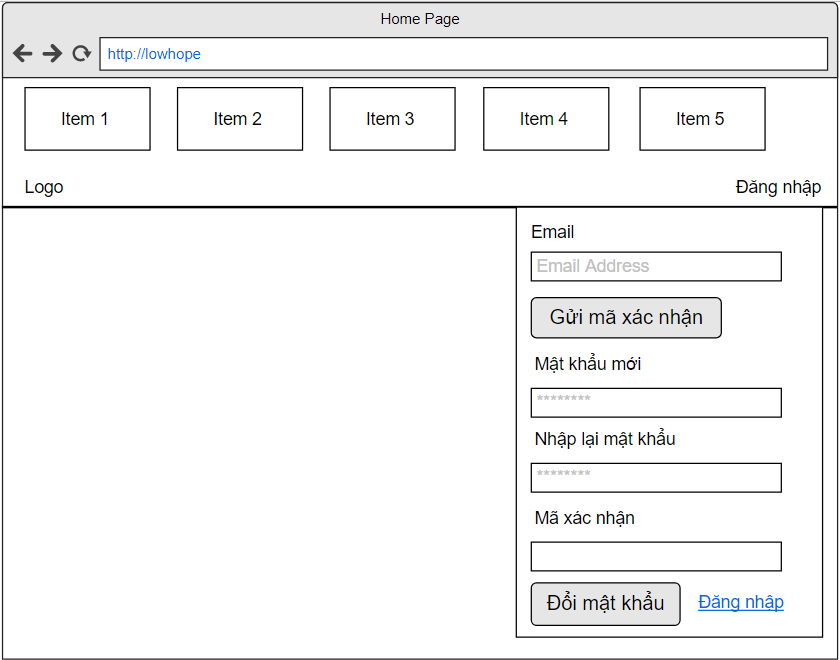 Home Page
http://lowhope
Item 1 Item 2 Item 3 Item 4 Item 5
Logo Đăng nhập
Email
Email Address
Gửi mã xác nhận
Mật khẩu mới
********
Nhập lại mật khẩu
********
Mã xác nhận
Đổi mật khẩu Đăng nhập